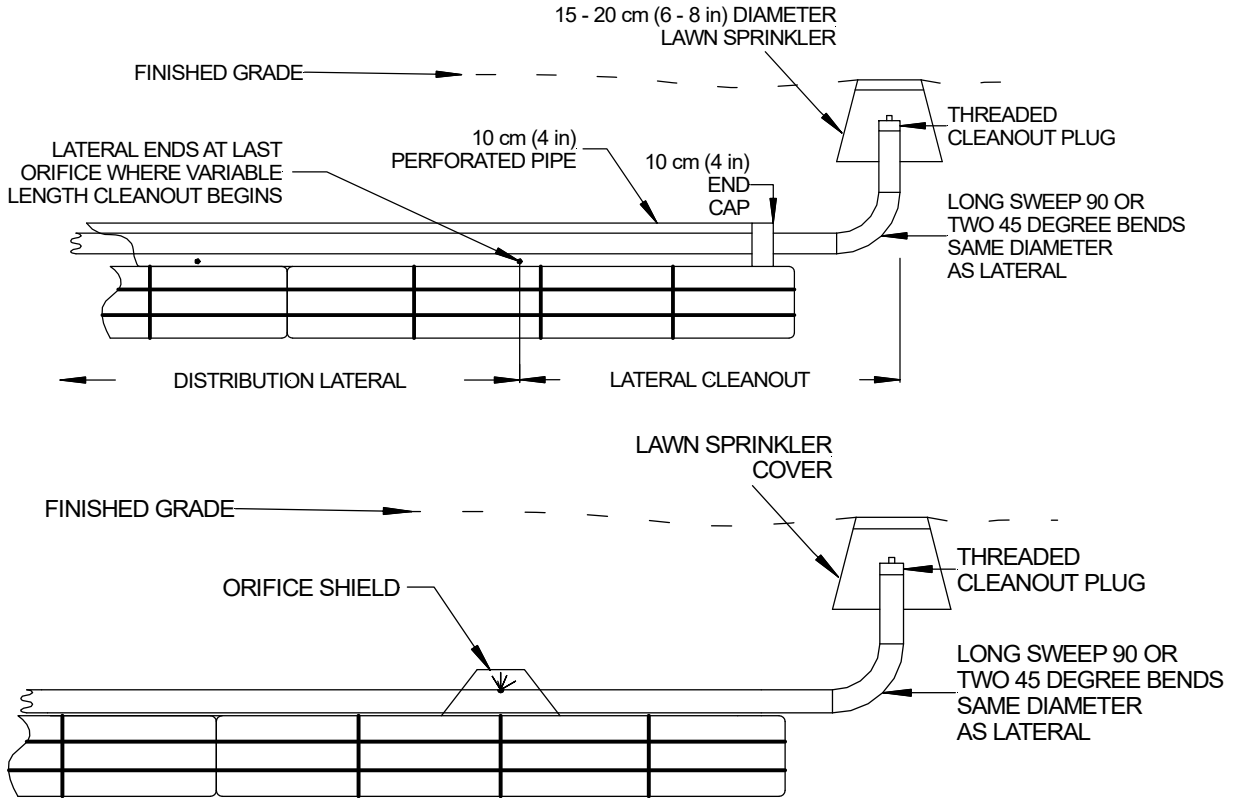 15 - 20 cm (6 - 8 in) DIAMETER
LAWN SPRINKLER
FINISHED GRADE
THREADED
CLEANOUT PLUG
10 cm (4 in)
PERFORATED PIPE
LATERAL ENDS AT LAST
ORIFICE WHERE VARIABLE
LENGTH CLEANOUT BEGINS
10 cm (4 in)
END
CAP
LONG SWEEP 90 OR
TWO 45 DEGREE BENDS
SAME DIAMETER
AS LATERAL
DISTRIBUTION LATERAL
LATERAL CLEANOUT
LAWN SPRINKLER
COVER
FINISHED GRADE
THREADED
CLEANOUT PLUG
ORIFICE SHIELD
LONG SWEEP 90 OR
TWO 45 DEGREE BENDS
SAME DIAMETER
AS LATERAL